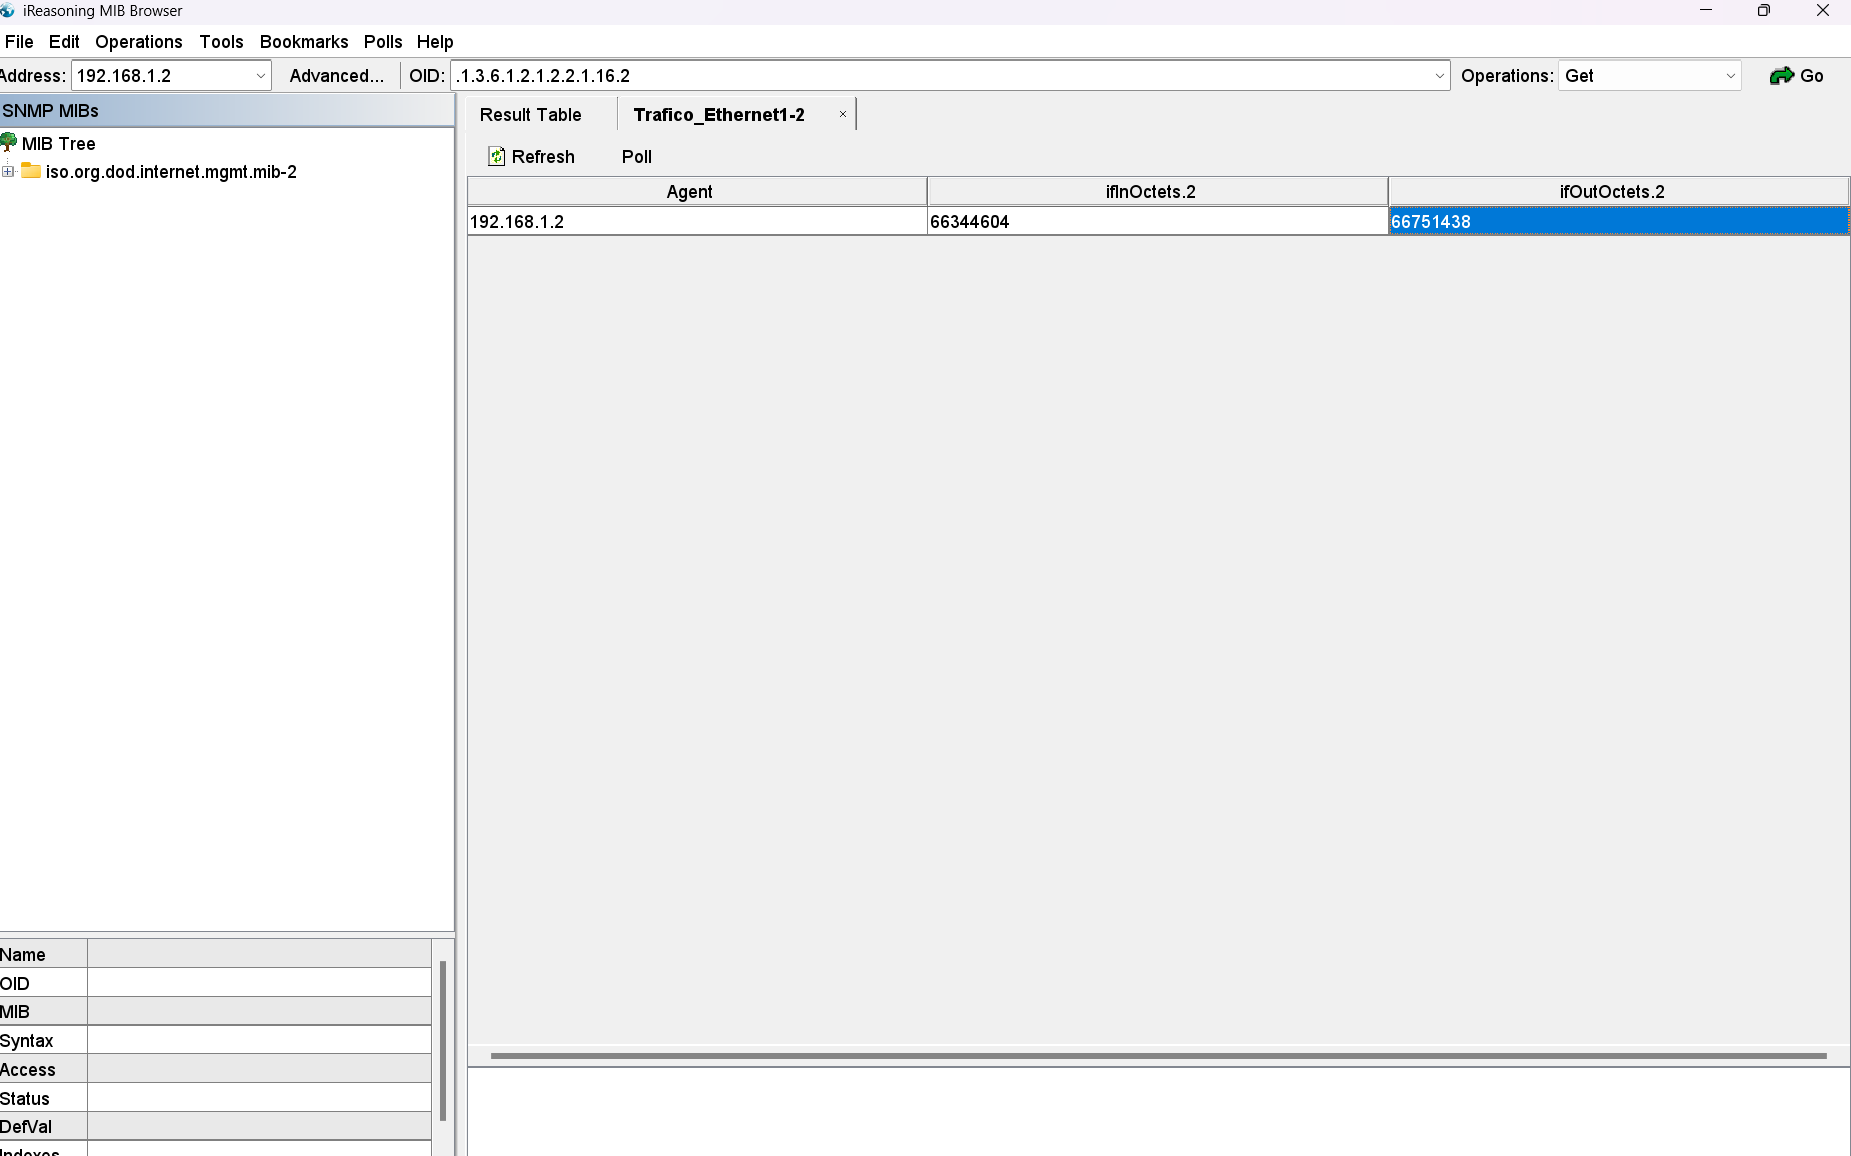 iReasoning MIB Browser
File Edit Operations Tools Bookmarks Polls Help
Address: 192.168.1.2 Advanced... OID: .1.3.6.1.2.1.2.2.1.16.2 Operations: Get Go
SNMP MIBs
MIB Tree
iso.org.dod.internet.mgmt.mib-2
Result Table Trafico_Ethernet1-2 ×
Refresh Poll
Agent ifInOctets.2 ifOutOctets.2
192.168.1.2 66344604 66751438
Name
OID
MIB
Syntax
Access
Status
DefVal
Indexes